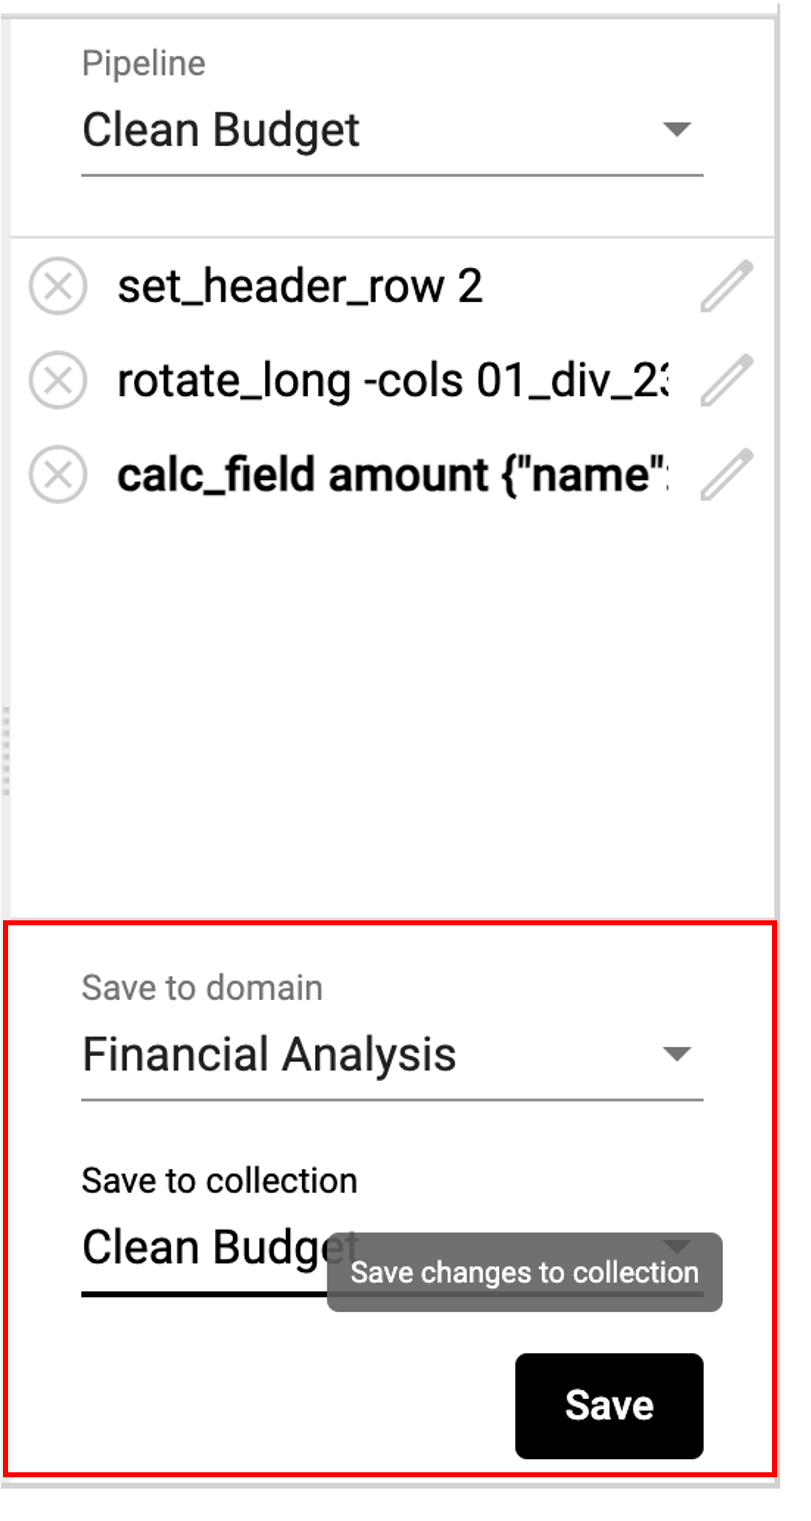 Pipeline
Clean Budget
set_header_row 2
rotate_long -cols 01_div_23
calc_field amount {"name":
Save to domain
Financial Analysis
Save to collection
Clean Budget
Save changes to collection
Save